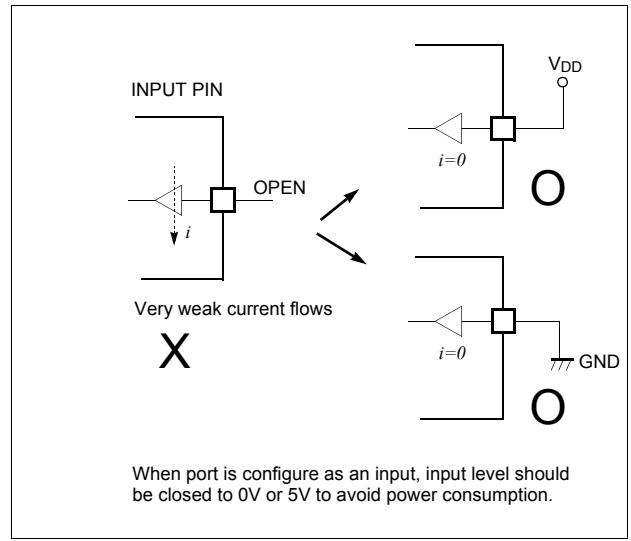 INPUT PIN
OPEN
i
Very weak current flows
X
VDD
i=0
O
i=0
GND
O
When port is configure as an input, input level should
be closed to 0V or 5V to avoid power consumption.